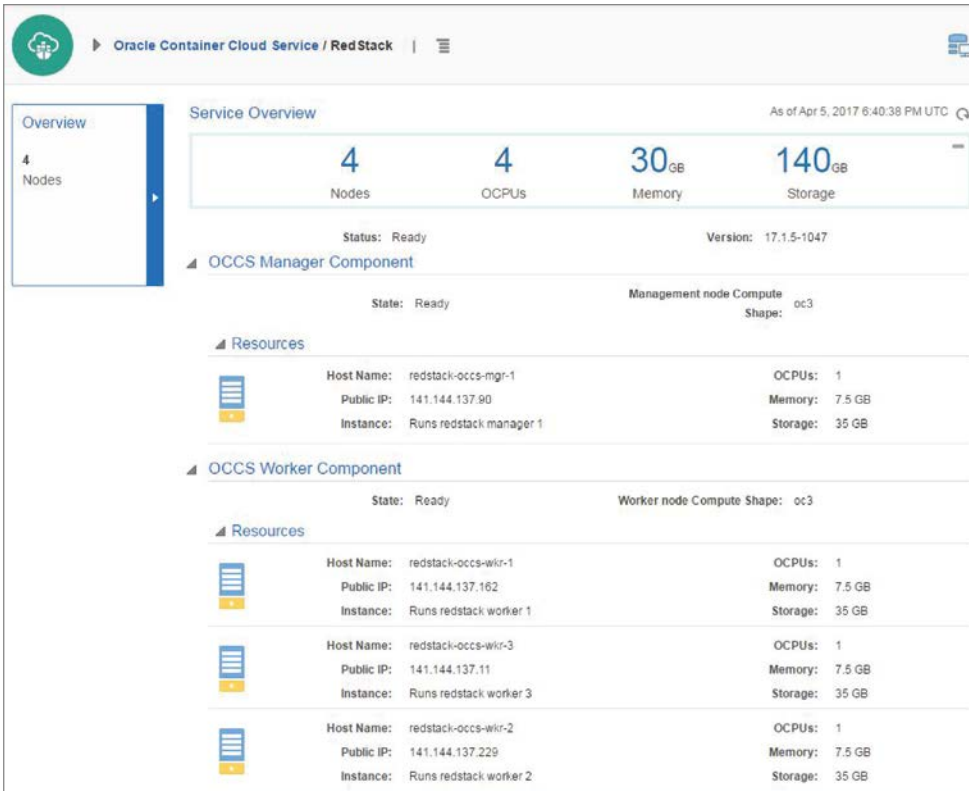 Oracle Container Cloud Service / RedStack |
Overview
4
Nodes
Service Overview
As of Apr 5, 2017 6:40:38 PM UTC
4 4 30 GB 140 GB
Nodes OCPUs Memory Storage
Status: Ready Version: 17.1.5-1047
OCCS Manager Component
State: Ready Management node Compute Shape: oc3
Resources
Host Name: redstack-occs-mgr-1 OCPUs: 1
Public IP: 141.144.137.90 Memory: 7.5 GB
Instance: Runs redstack manager 1 Storage: 35 GB
OCCS Worker Component
State: Ready Worker node Compute Shape: oc3
Resources
Host Name: redstack-occs-wkr-1 OCPUs: 1
Public IP: 141.144.137.162 Memory: 7.5 GB
Instance: Runs redstack worker 1 Storage: 35 GB
Host Name: redstack-occs-wkr-3 OCPUs: 1
Public IP: 141.144.137.11 Memory: 7.5 GB
Instance: Runs redstack worker 3 Storage: 35 GB
Host Name: redstack-occs-wkr-2 OCPUs: 1
Public IP: 141.144.137.229 Memory: 7.5 GB
Instance: Runs redstack worker 2 Storage: 35 GB